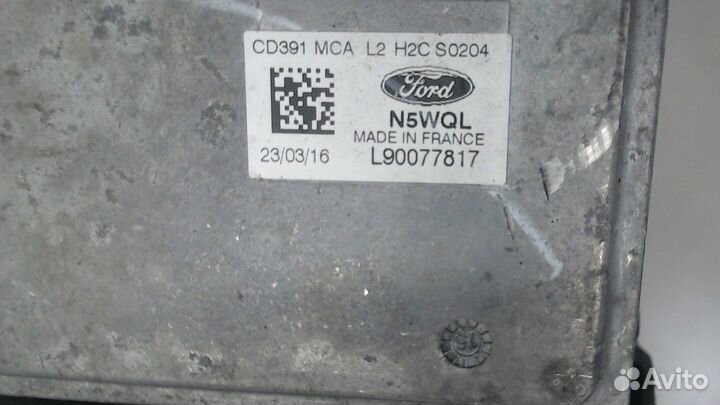 CD391 MCA L2 H2C S0204
Ford
N5WQL
MADE IN FRANCE
23/03/16 L90077817
Avito